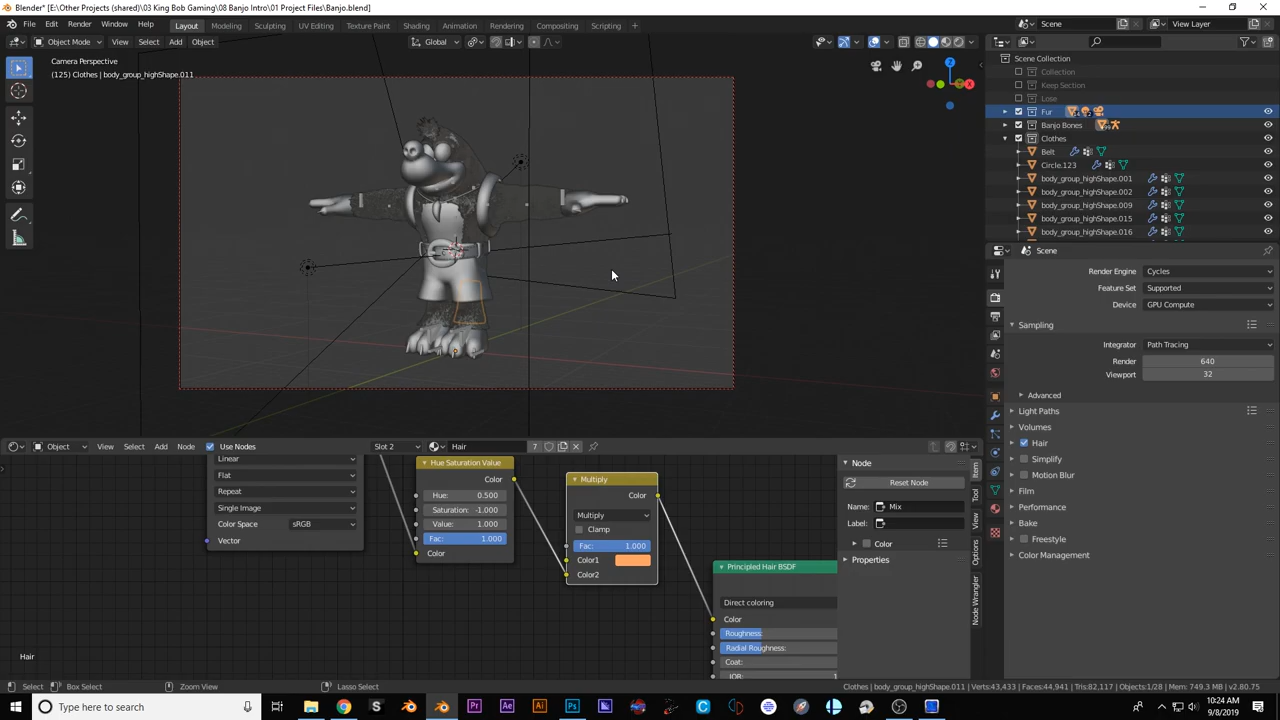 Blender* [E:\Other Projects (shared)\03 King Bob Gaming\08 Banjo Intro\01 Project Files\Banjo.blend]
File Edit Render Window Help Layout Modeling Sculpting UV Editing Texture Paint Shading Animation Rendering Compositing Scripting Scene View Layer
Object Mode View Select Add Object Global
Camera Perspective
(125) Clothes | body_group_highShape.011
Scene Collection
Collection
Keep Section
Lose
Fur
Banjo Bones
Clothes
Belt
Circle.123
body_group_highShape.001
body_group_highShape.002
body_group_highShape.009
body_group_highShape.015
body_group_highShape.016
Scene
Render Engine Cycles
Feature Set Supported
Device GPU Compute
Sampling
Integrator Path Tracing
Render 640
Viewport 32
Advanced
Light Paths
Volumes
Hair
Simplify
Motion Blur
Film
Performance
Bake
Freestyle
Color Management
Object View Select Add Node Use Nodes Slot 2 Hair 7
Linear
Flat
Repeat
Single Image
Color Space sRGB
Vector
Hue Saturation Value
Color
Hue: 0.500
Saturation: -1.000
Value: 1.000
Fac: 1.000
Color
Multiply
Color
Multiply
Clamp
Fac: 1.000
Color1
Color2
Principled Hair BSDF
Direct coloring
Color
Roughness:
Radial Roughness:
Coat:
IOR: 1
Node
Reset Node
Name: Mix
Label:
Color
Properties
Item
Tool
View
Options
Node Wrangler
Hair
Select Box Select Zoom View Lasso Select Clothes | body_group_highShape.011 | Verts:43,433 | Faces:44,941 | Tris:82,117 | Objects:1/28 | Mem: 749.3 MB | v2.80.75
Type here to search
10:24 AM
9/8/2019